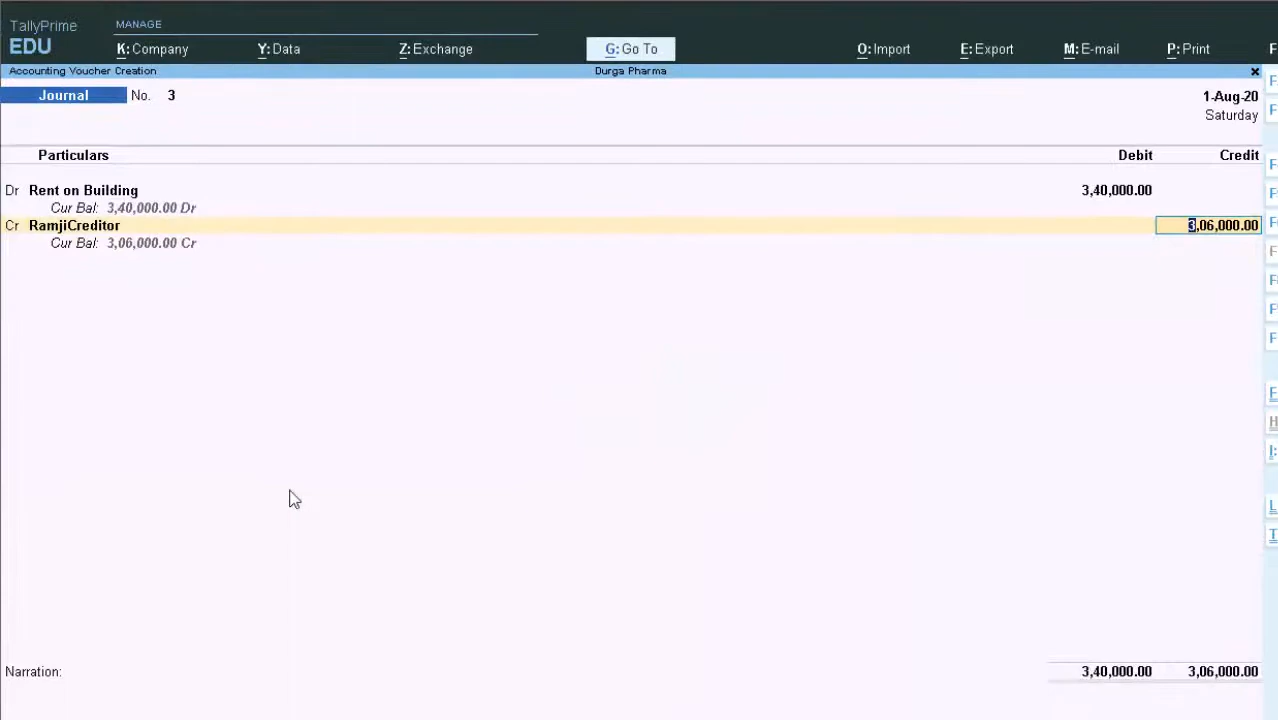 TallyPrime
MANAGE
EDU
K: Company
Y: Data
Z: Exchange
G: Go To
O: Import
E: Export
M: E-mail
P: Print
F
Accounting Voucher Creation
Durga Pharma
Journal No. 3
1-Aug-20
Saturday
Particulars Debit Credit
Dr Rent on Building 3,40,000.00
Cur Bal: 3,40,000.00 Dr
Cr RamjiCreditor 3,06,000.00
Cur Bal: 3,06,000.00 Cr
Narration: 3,40,000.00 3,06,000.00